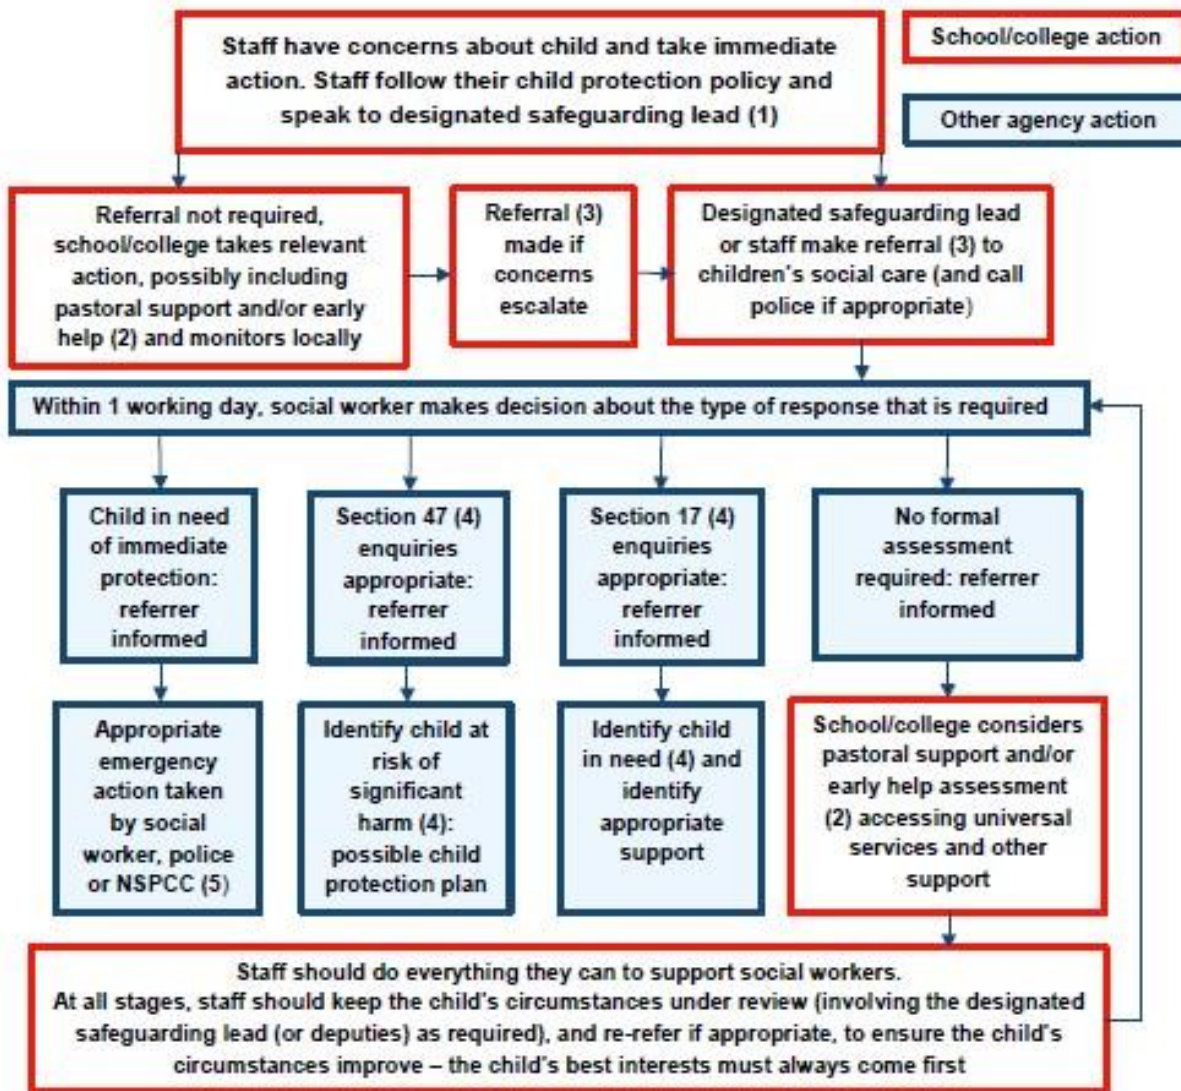 Staff have concerns about child and take immediate
action. Staff follow their child protection policy and
speak to designated safeguarding lead (1)
School/college action
Other agency action
Referral not required,
school/college takes relevant
action, possibly including
pastoral support and/or early
help (2) and monitors locally
Referral (3)
made if
concerns
escalate
Designated safeguarding lead
or staff make referral (3) to
children's social care (and call
police if appropriate)
Within 1 working day, social worker makes decision about the type of response that is required
Child in need
of immediate
protection:
referrer
informed
Section 47 (4)
enquiries
appropriate:
referrer
informed
Section 17 (4)
enquiries
appropriate:
referrer
informed
No formal
assessment
required: referrer
informed
Appropriate
emergency
action taken
by social
worker, police
or NSPCC (5)
Identify child at
risk of
significant
harm (4):
possible child
protection plan
Identify child
in need (4) and
identify
appropriate
support
School/college considers
pastoral support and/or
early help assessment
(2) accessing universal
services and other
support
Staff should do everything they can to support social workers.
At all stages, staff should keep the child's circumstances under review (involving the designated
safeguarding lead (or deputies) as required), and re-refer if appropriate, to ensure the child's
circumstances improve – the child's best interests must always come first